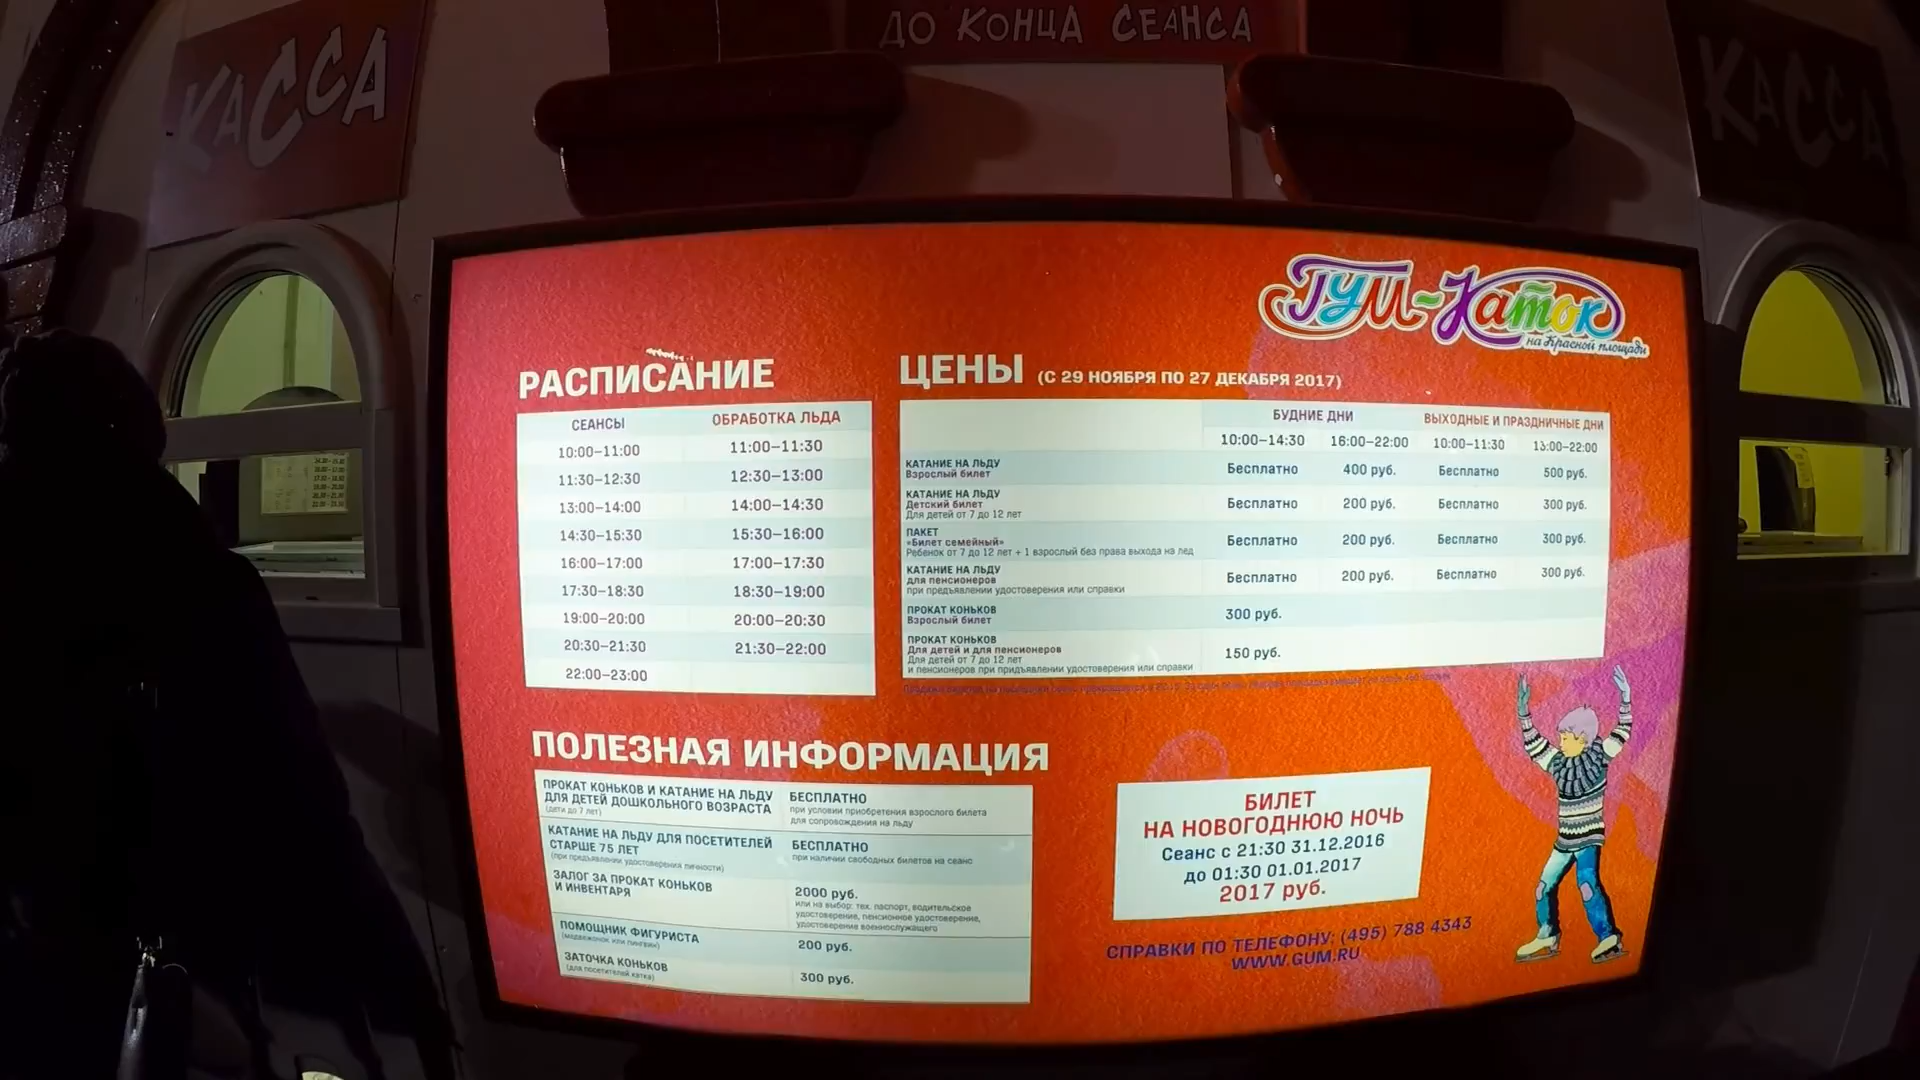 КАССА
ДО КОНЦА СЕАНСА
КАССА
ГУМ-Каток
на Красной площади
РАСПИСАНИЕ
СЕАНСЫ ОБРАБОТКА ЛЬДА
10:00–11:00 11:00–11:30
11:30–12:30 12:30–13:00
13:00–14:00 14:00–14:30
14:30–15:30 15:30–16:00
16:00–17:00 17:00–17:30
17:30–18:30 18:30–19:00
19:00–20:00 20:00–20:30
20:30–21:30 21:30–22:00
22:00–23:00
ЦЕНЫ (С 29 НОЯБРЯ ПО 27 ДЕКАБРЯ 2017)
БУДНИЕ ДНИ ВЫХОДНЫЕ И ПРАЗДНИЧНЫЕ ДНИ
10:00–14:30 16:00–22:00 10:00–11:30 13:00–22:00
КАТАНИЕ НА ЛЬДУ
Взрослый билет
Бесплатно 400 руб. Бесплатно 500 руб.
КАТАНИЕ НА ЛЬДУ
Детский билет
Для детей от 7 до 12 лет
Бесплатно 200 руб. Бесплатно 300 руб.
ПАКЕТ
«Билет семейный»
Ребенок от 7 до 12 лет + 1 взрослый без права выхода на лед
Бесплатно 200 руб. Бесплатно 300 руб.
КАТАНИЕ НА ЛЬДУ
для пенсионеров
при предъявлении удостоверения или справки
Бесплатно 200 руб. Бесплатно 300 руб.
ПРОКАТ КОНЬКОВ
Взрослый билет
300 руб.
ПРОКАТ КОНЬКОВ
Для детей и для пенсионеров
Для детей от 7 до 12 лет
и пенсионеров при предъявлении удостоверения или справки
150 руб.
ПОЛЕЗНАЯ ИНФОРМАЦИЯ
ПРОКАТ КОНЬКОВ И КАТАНИЕ НА ЛЬДУ
ДЛЯ ДЕТЕЙ ДОШКОЛЬНОГО ВОЗРАСТА
(дети до 7 лет)
БЕСПЛАТНО
при условии приобретения взрослого билета
для сопровождения на льду
КАТАНИЕ НА ЛЬДУ ДЛЯ ПОСЕТИТЕЛЕЙ
СТАРШЕ 75 ЛЕТ
(при предъявлении удостоверения личности)
БЕСПЛАТНО
при наличии свободных билетов на сеанс
ЗАЛОГ ЗА ПРОКАТ КОНЬКОВ
И ИНВЕНТАРЯ
2000 руб.
или на выбор: тех. паспорт, водительское
удостоверение, пенсионное удостоверение,
удостоверение военнослужащего
ПОМОЩНИК ФИГУРИСТА
(медвежонок или пингвин)
200 руб.
ЗАТОЧКА КОНЬКОВ
(для посетителей катка)
300 руб.
БИЛЕТ
НА НОВОГОДНЮЮ НОЧЬ
Сеанс с 21:30 31.12.2016
до 01:30 01.01.2017
2017 руб.
СПРАВКИ ПО ТЕЛЕФОНУ: (495) 788 4343
WWW.GUM.RU